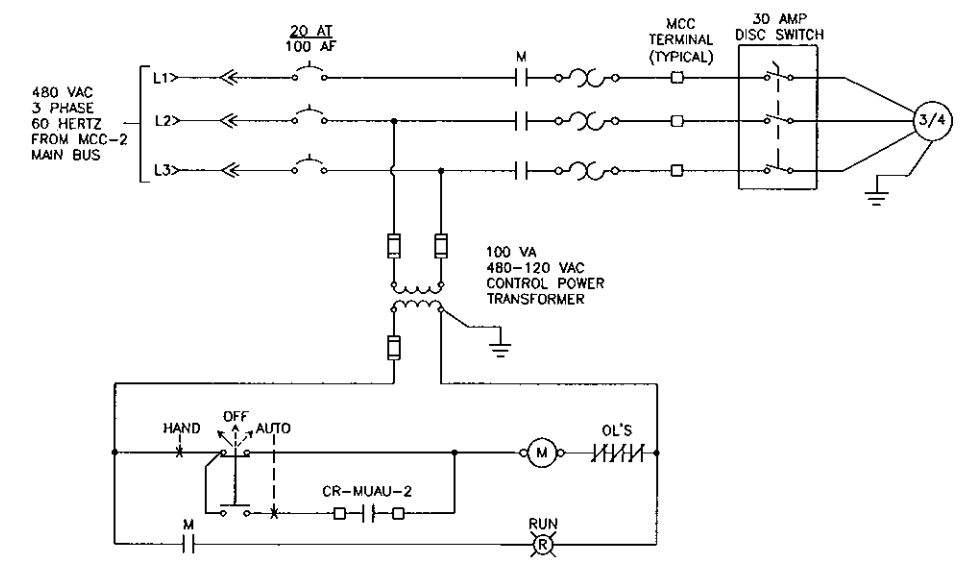 20 AT
100 AF
M
MCC
TERMINAL
(TYPICAL)
30 AMP
DISC SWITCH
480 VAC
3 PHASE
60 HERTZ
FROM MCC-2
MAIN BUS
L1
L2
L3
3/4
100 VA
480-120 VAC
CONTROL POWER
TRANSFORMER
HAND
OFF
AUTO
M
OL'S
CR-MUAU-2
M
RUN
R